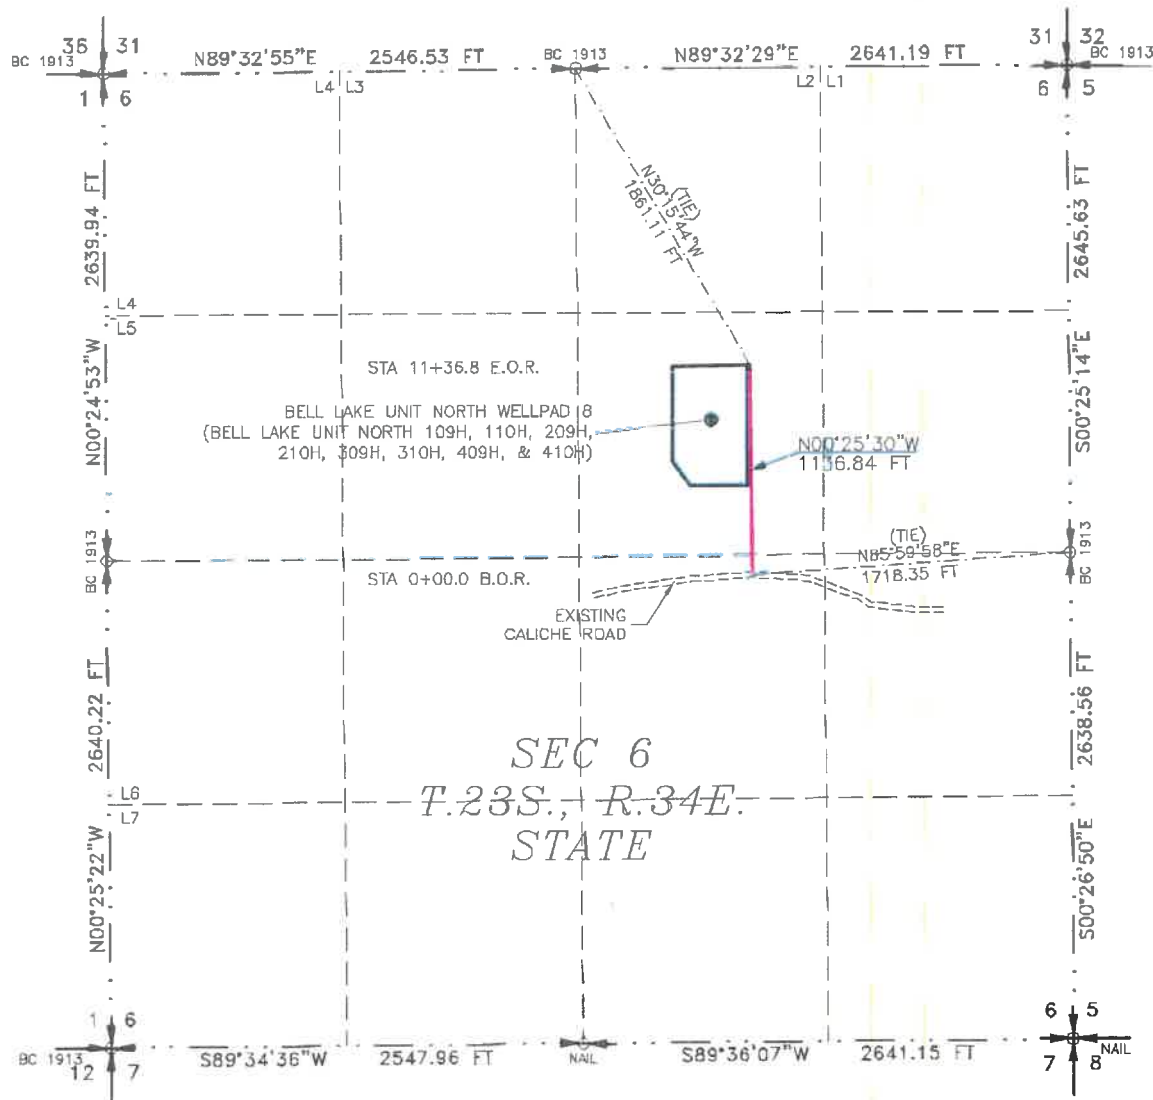 36 31
BC 1913
1 6
N89°32'55"E 2546.53 FT
BC 1913
N89°32'29"E 2641.19 FT
31 32
BC 1913
6 5
L4 L3
L2 L1
(TIE)
N30°15'44"W
1861.11 FT
2639.94 FT
N00°24'53"W
2645.63 FT
S00°25'14"E
L4
L5
STA 11+36.8 E.O.R.
BELL LAKE UNIT NORTH WELLPAD 8
(BELL LAKE UNIT NORTH 109H, 110H, 209H,
210H, 309H, 310H, 409H, & 410H)
N00°25'30"W
1136.84 FT
BC 1913
(TIE)
N85°59'58"E
1718.35 FT
BC 1913
STA 0+00.0 B.O.R.
EXISTING
CALICHE ROAD
2640.22 FT
N00°25'22"W
2638.56 FT
S00°26'50"E
SEC 6
T.23S., R.34E.
STATE
L6
L7
1 6
BC 1913
12 7
S89°34'36"W 2547.96 FT
NAIL
S89°36'07"W 2641.15 FT
6 5
NAIL
7 8